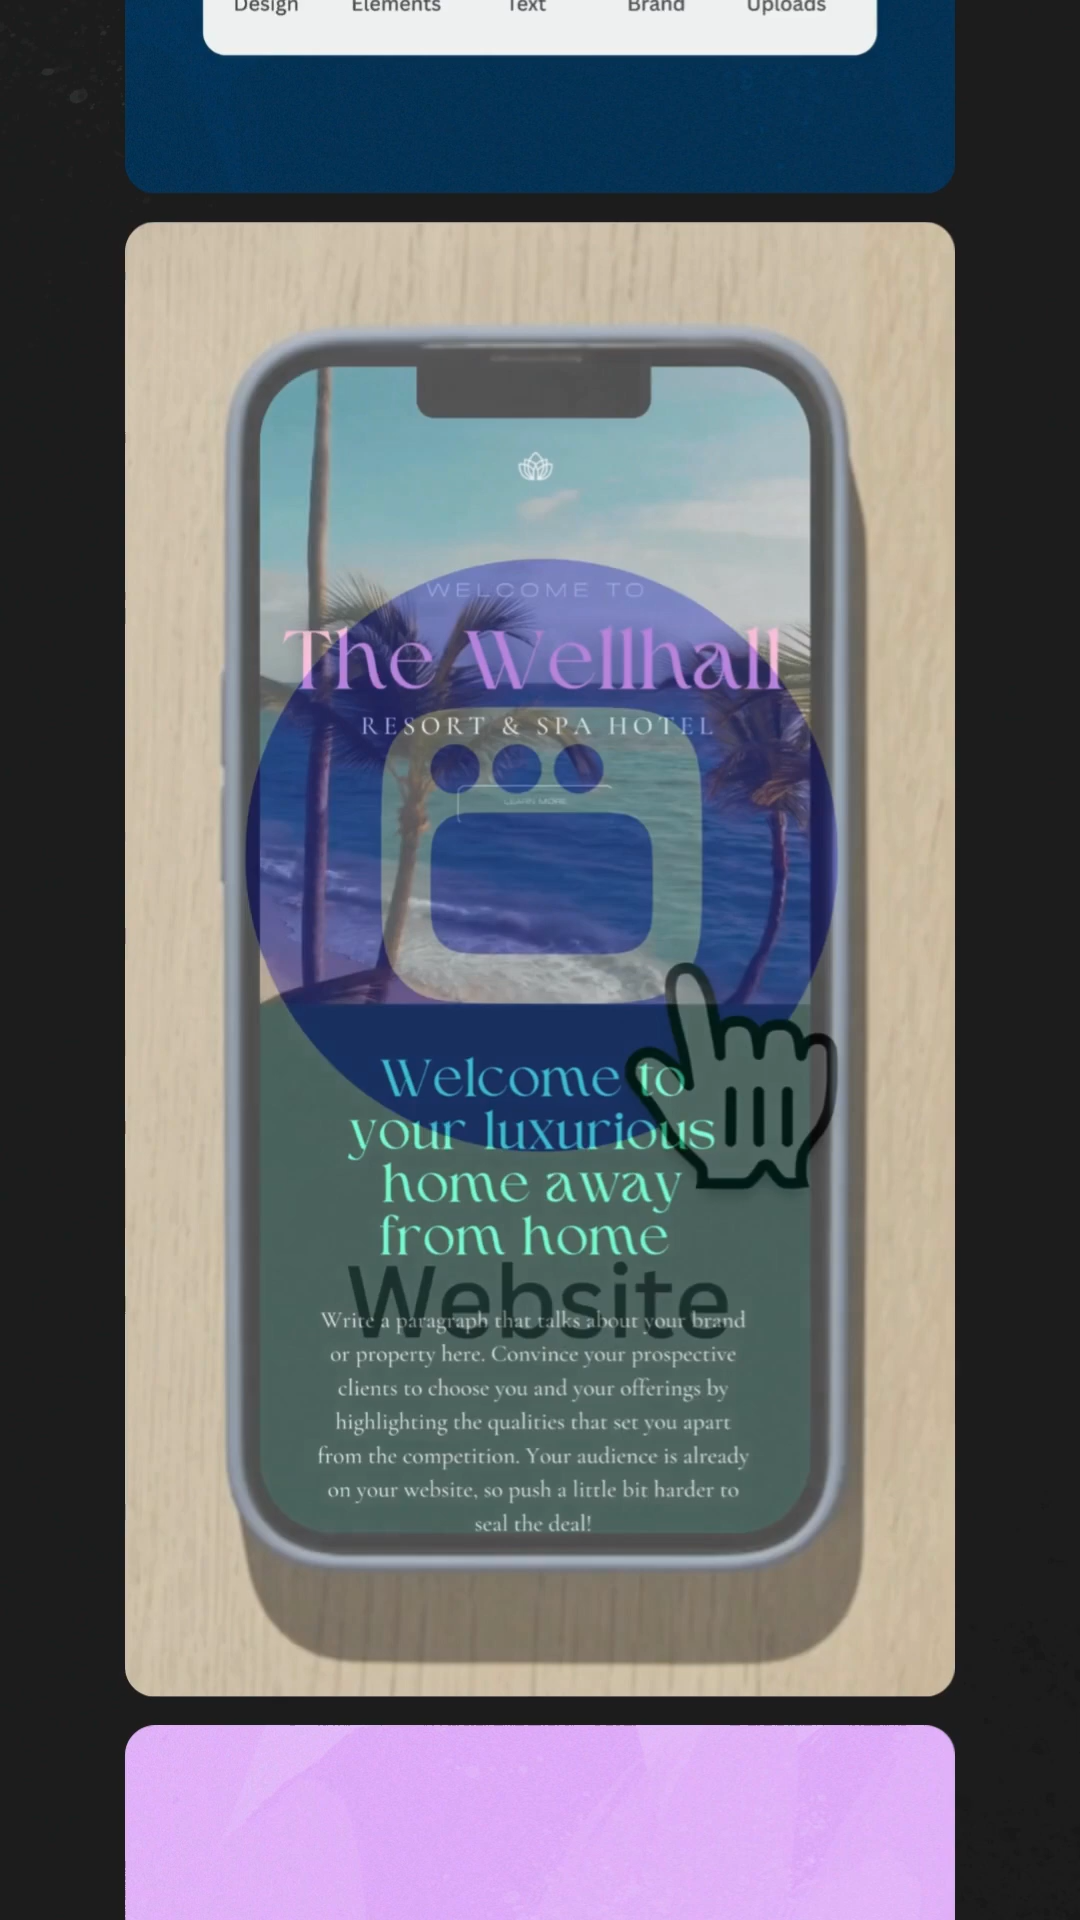 Design Elements Text Brand Uploads
WELCOME TO
The Wellhall
RESORT & SPA HOTEL
LEARN MORE
Welcome to
your luxurious
home away
from home
Website
Write a paragraph that talks about your brand
or property here. Convince your prospective
clients to choose you and your offerings by
highlighting the qualities that set you apart
from the competition. Your audience is already
on your website, so push a little bit harder to
seal the deal!